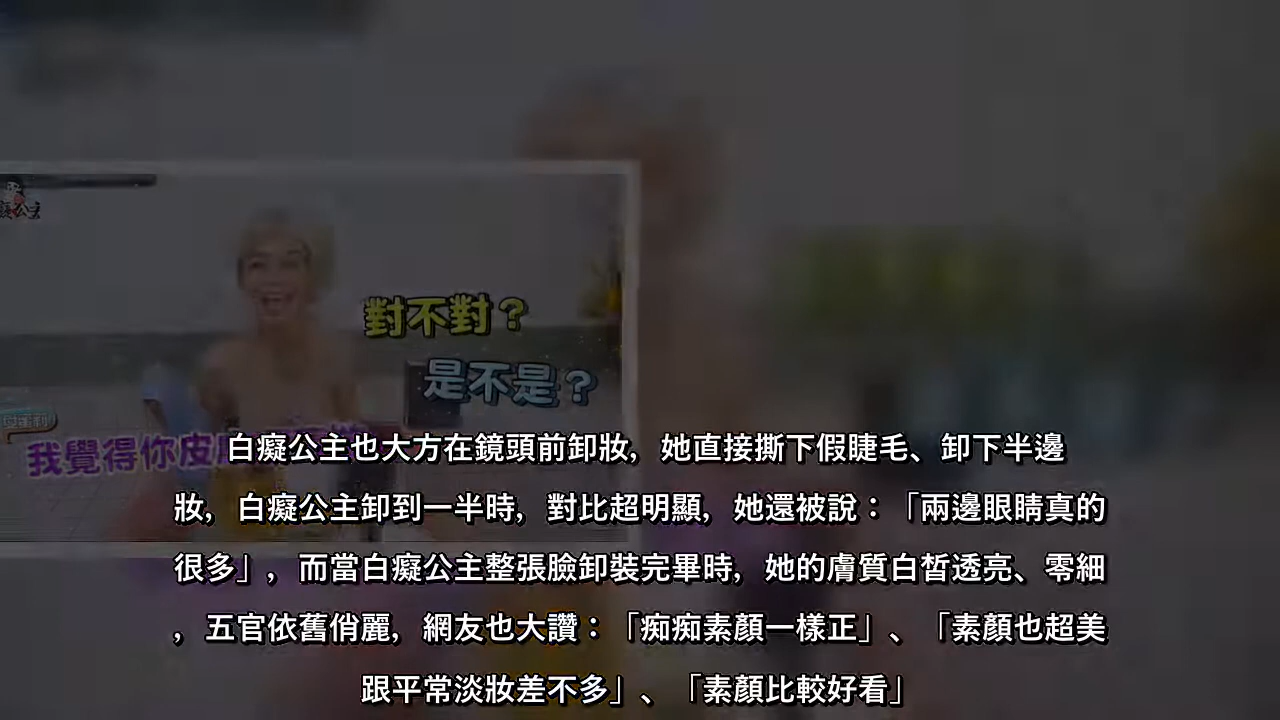 公主
對不對？
是不是？
我覺得你皮
白癡公主也大方在鏡頭前卸妝，她直接撕下假睫毛、卸下半邊
妝，白癡公主卸到一半時，對比超明顯，她還被說：「兩邊眼睛真的
很多」，而當白癡公主整張臉卸裝完畢時，她的膚質白皙透亮、零細
，五官依舊俏麗，網友也大讚：「痴痴素顏一樣正」、「素顏也超美
跟平常淡妝差不多」、「素顏比較好看」